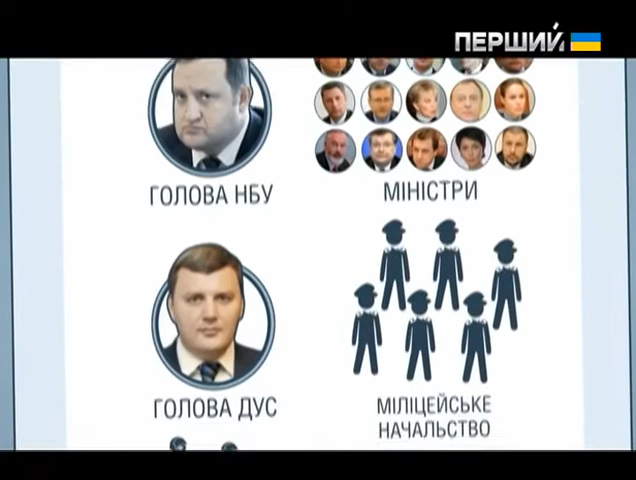 ПЕРШИЙ
ГОЛОВА НБУ
МІНІСТРИ
ГОЛОВА ДУС
МІЛІЦЕЙСЬКЕ
НАЧАЛЬСТВО